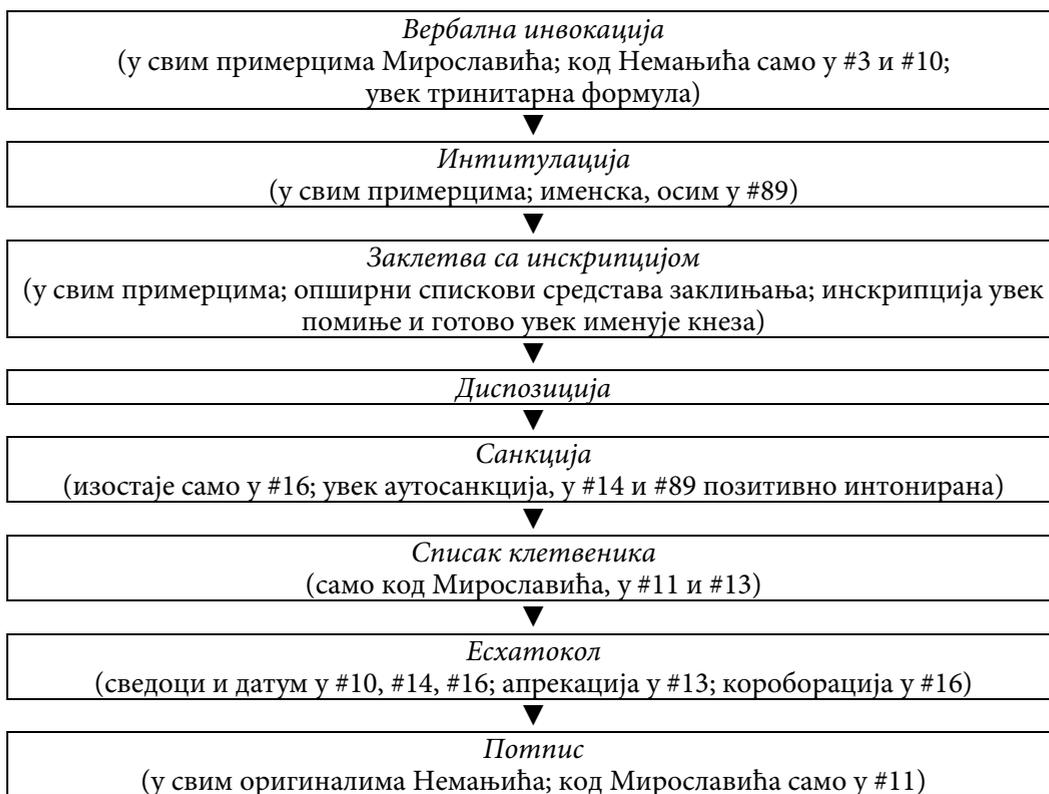 Вербална инвокација
(у свим примерцима Мирославића; код Немањића само у #3 и #10;
увек тринитарна формула)
Интитулација
(у свим примерцима; именска, осим у #89)
Заклетва са инскрипцијом
(у свим примерцима; опширни спискови средстава заклињања; инскрипција увек
помиње и готово увек именује кнеза)
Диспозиција
Санкција
(изостаје само у #16; увек аутосанкција, у #14 и #89 позитивно интонирана)
Списак клетвеника
(само код Мирославића, у #11 и #13)
Есхатокол
(сведоци и датум у #10, #14, #16; апрекација у #13; короборација у #16)
Потпис
(у свим оригиналима Немањића; код Мирославића само у #11)